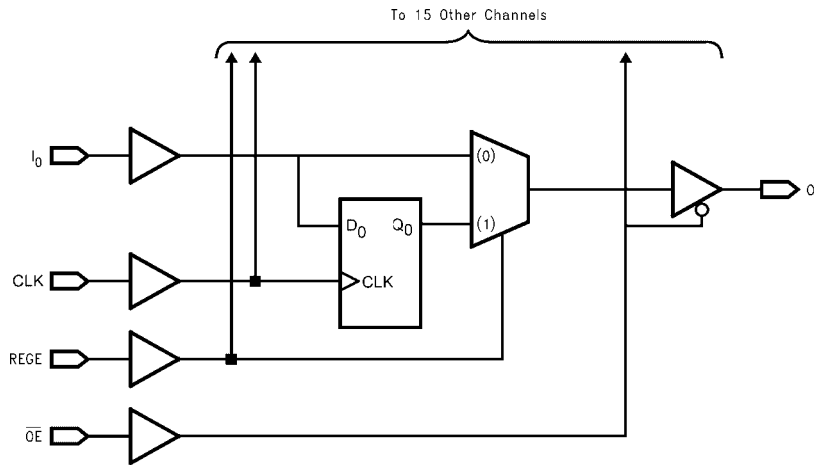 To 15 Other Channels
I0
(0)
D0
Q0
(1)
O
CLK
CLK
REGE
OE